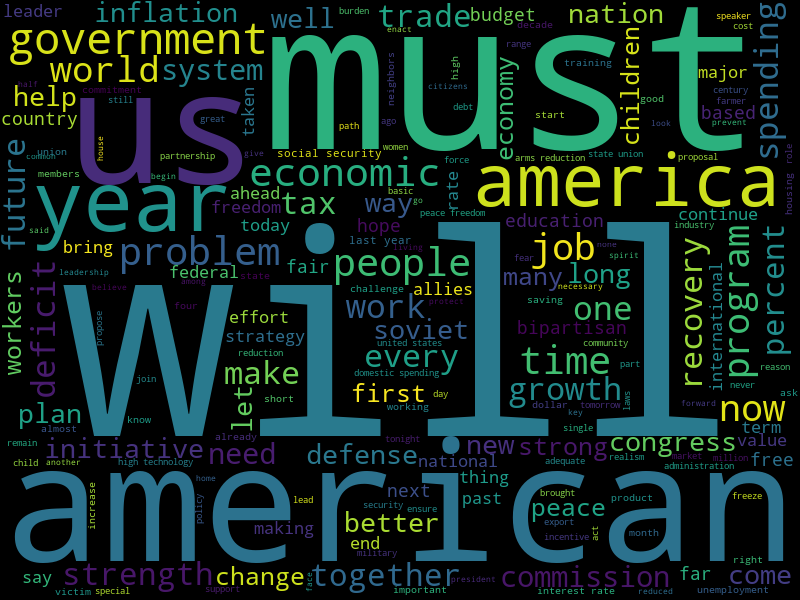 leader
inflation
well
burden
enact
trade
budget
speaker
cost
nation
decade
range
government
must
children
spending
world
system
half
commitment
still
help
us
taken
country
great
path
ago
neighbors
citizens
high
debt
economy
training
start
major
century
good
based
farmer
look
prevent
union
common
house
partnership
give
social security
women
force
arms reduction
state union
proposal
role
housing
members
begin
economic
basic
rate
america
future
year
ahead
tax
way
go
said
freedom
today
hope
peace freedom
education
continue
industry
bring
problem
last year
living
fear
none
spirit
job
many
long
recovery
program
percent
workers
deficit
leadership
federal
state
fair
people
believe
among
challenge
allies
necessary
saving
international
four
will
propose
effort
work
protect
one
strategy
soviet
bipartisan
reduction
united states
community
make
every
time
part
never
reason
join
domestic spending
let
short
first
day
growth
laws
ask
plan
know
working
dollar
tomorrow
key
forward
now
almost
already
tonight
single
term
remain
initiative
need
defense
new
strong
congress
value
child
another
high technology
national
adequate
realism
market
million
administration
free
american
home
policy
increase
lead
security
ensure
next
past
thing
brought
peace
product
freeze
making
better
export
incentive
act
month
end
military
right
say
strength
change
face
together
president
commission
far
come
victim
special
support
important
interest rate
reduced
unemployment